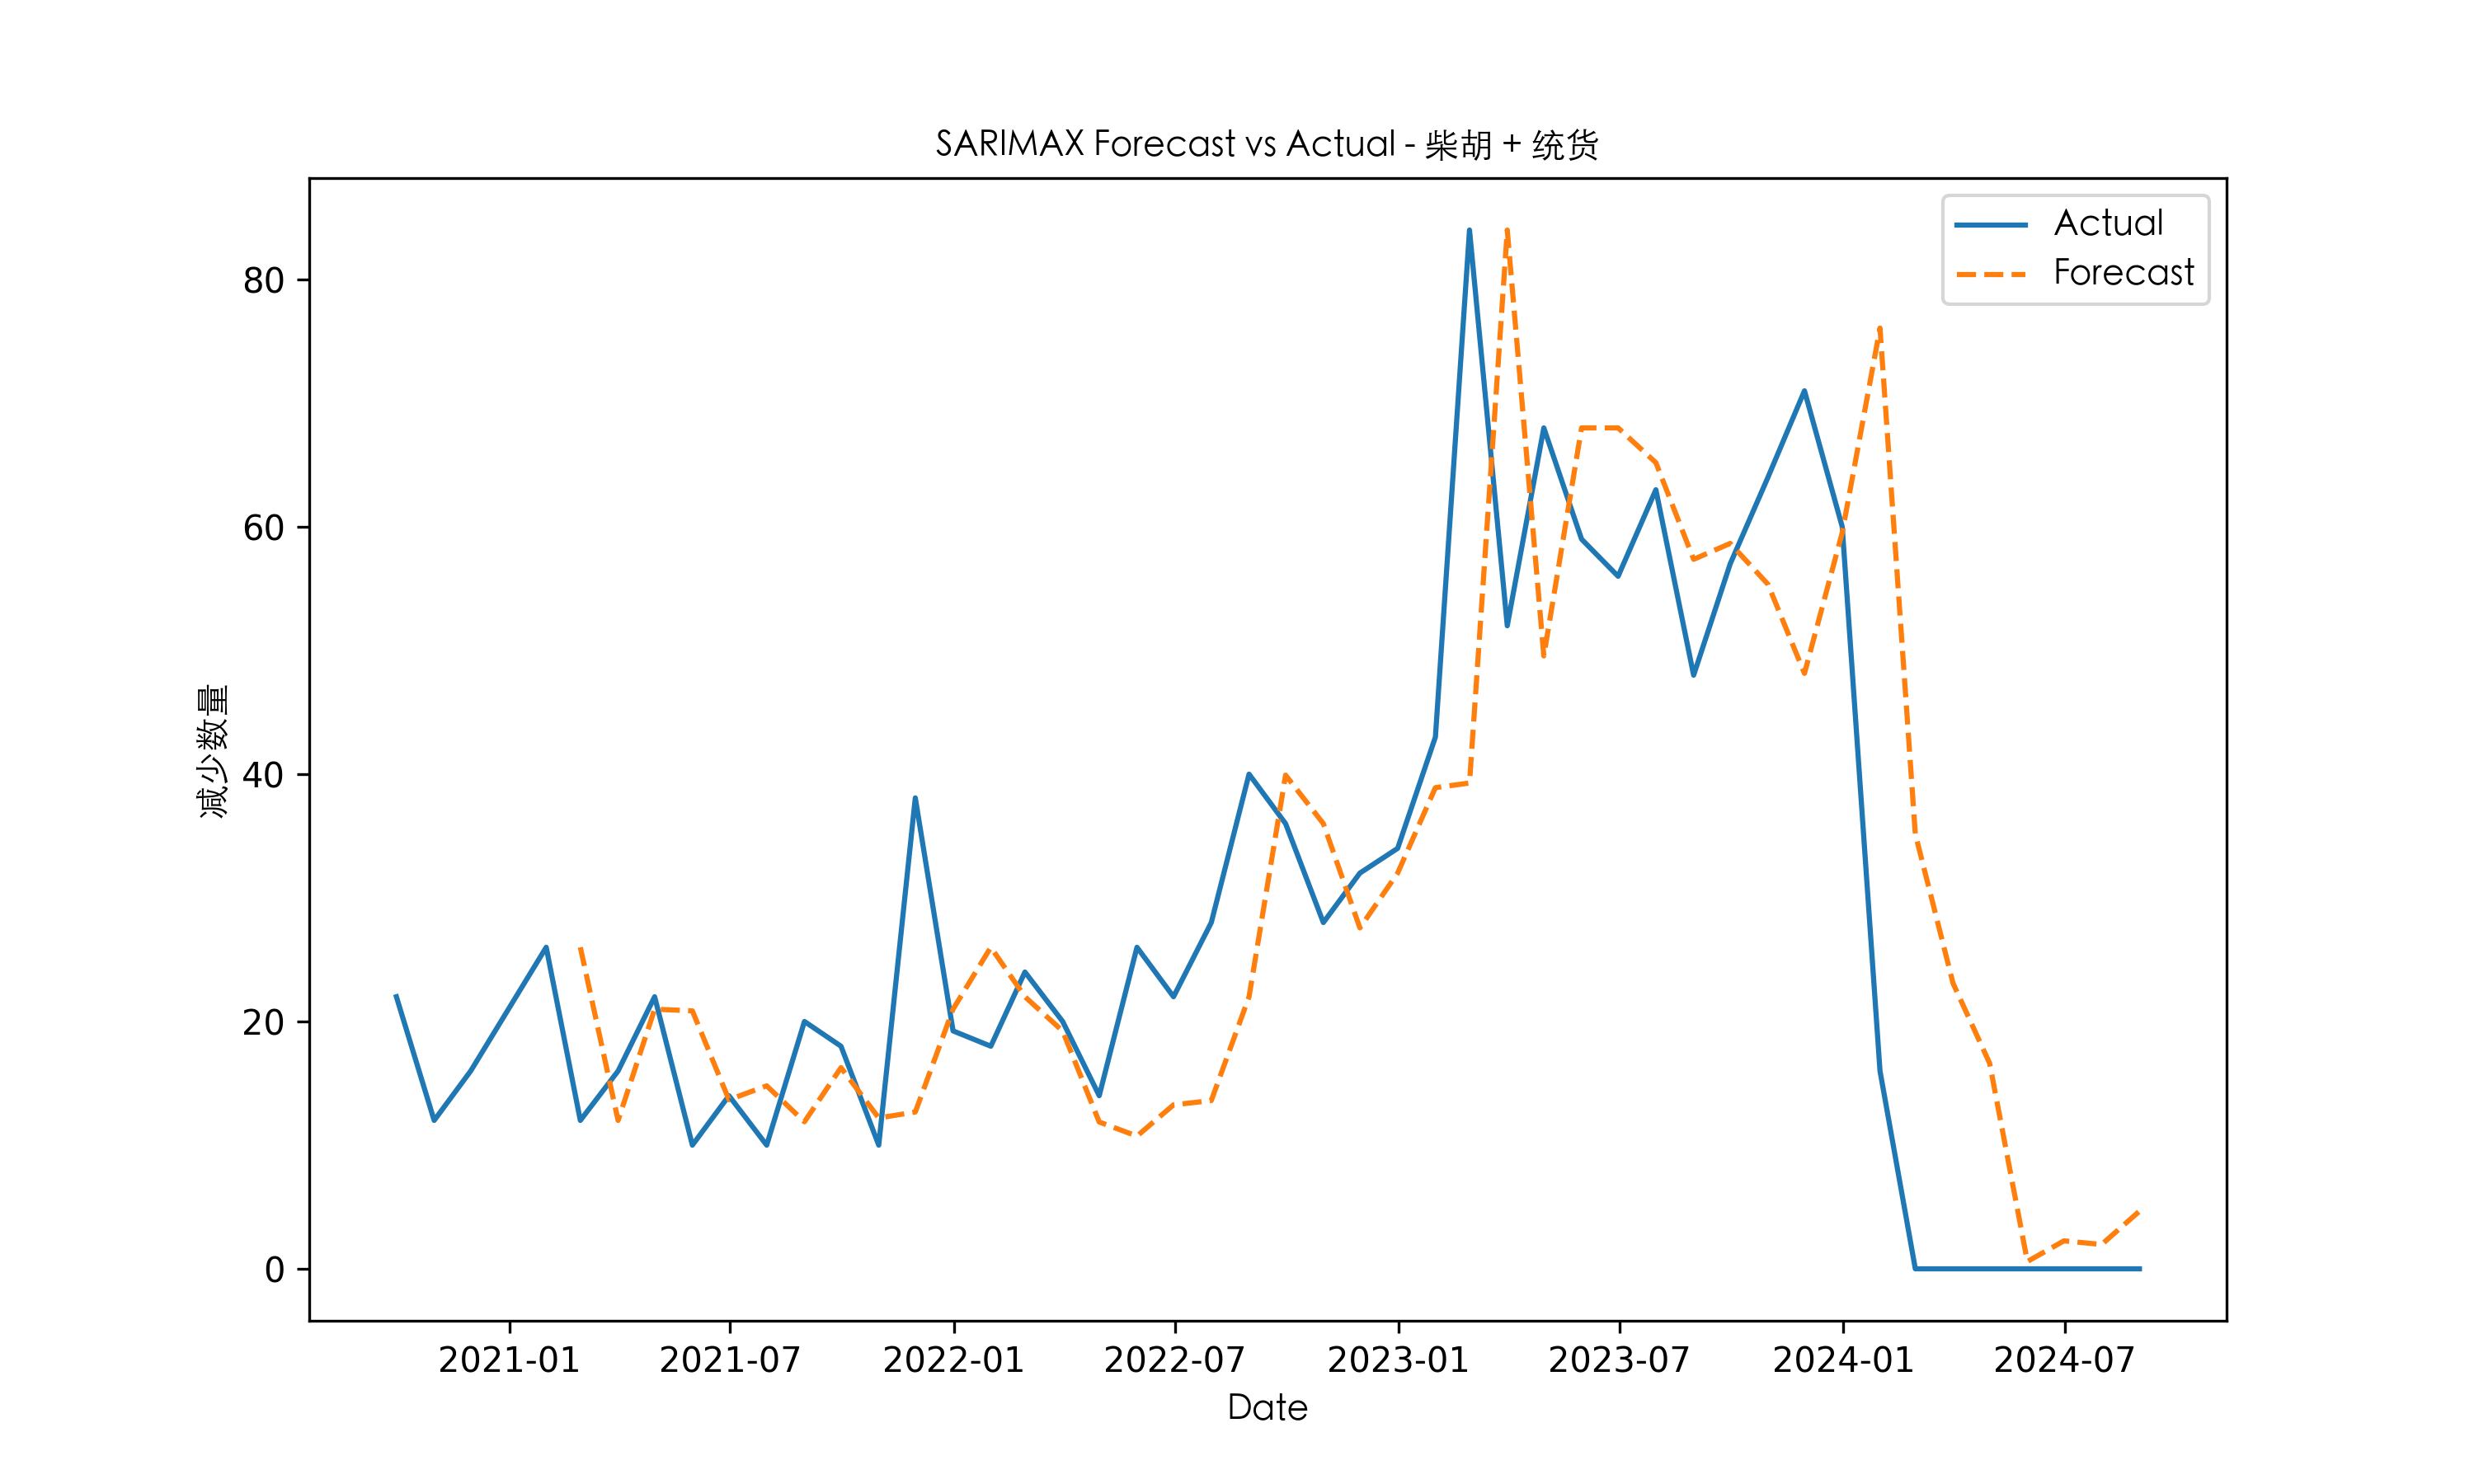 SARIMAX Forecast vs Actual - 柴胡 + 统货
Actual
Forecast
减少数量
80
60
40
20
0
2021-01 2021-07 2022-01 2022-07 2023-01 2023-07 2024-01 2024-07
Date